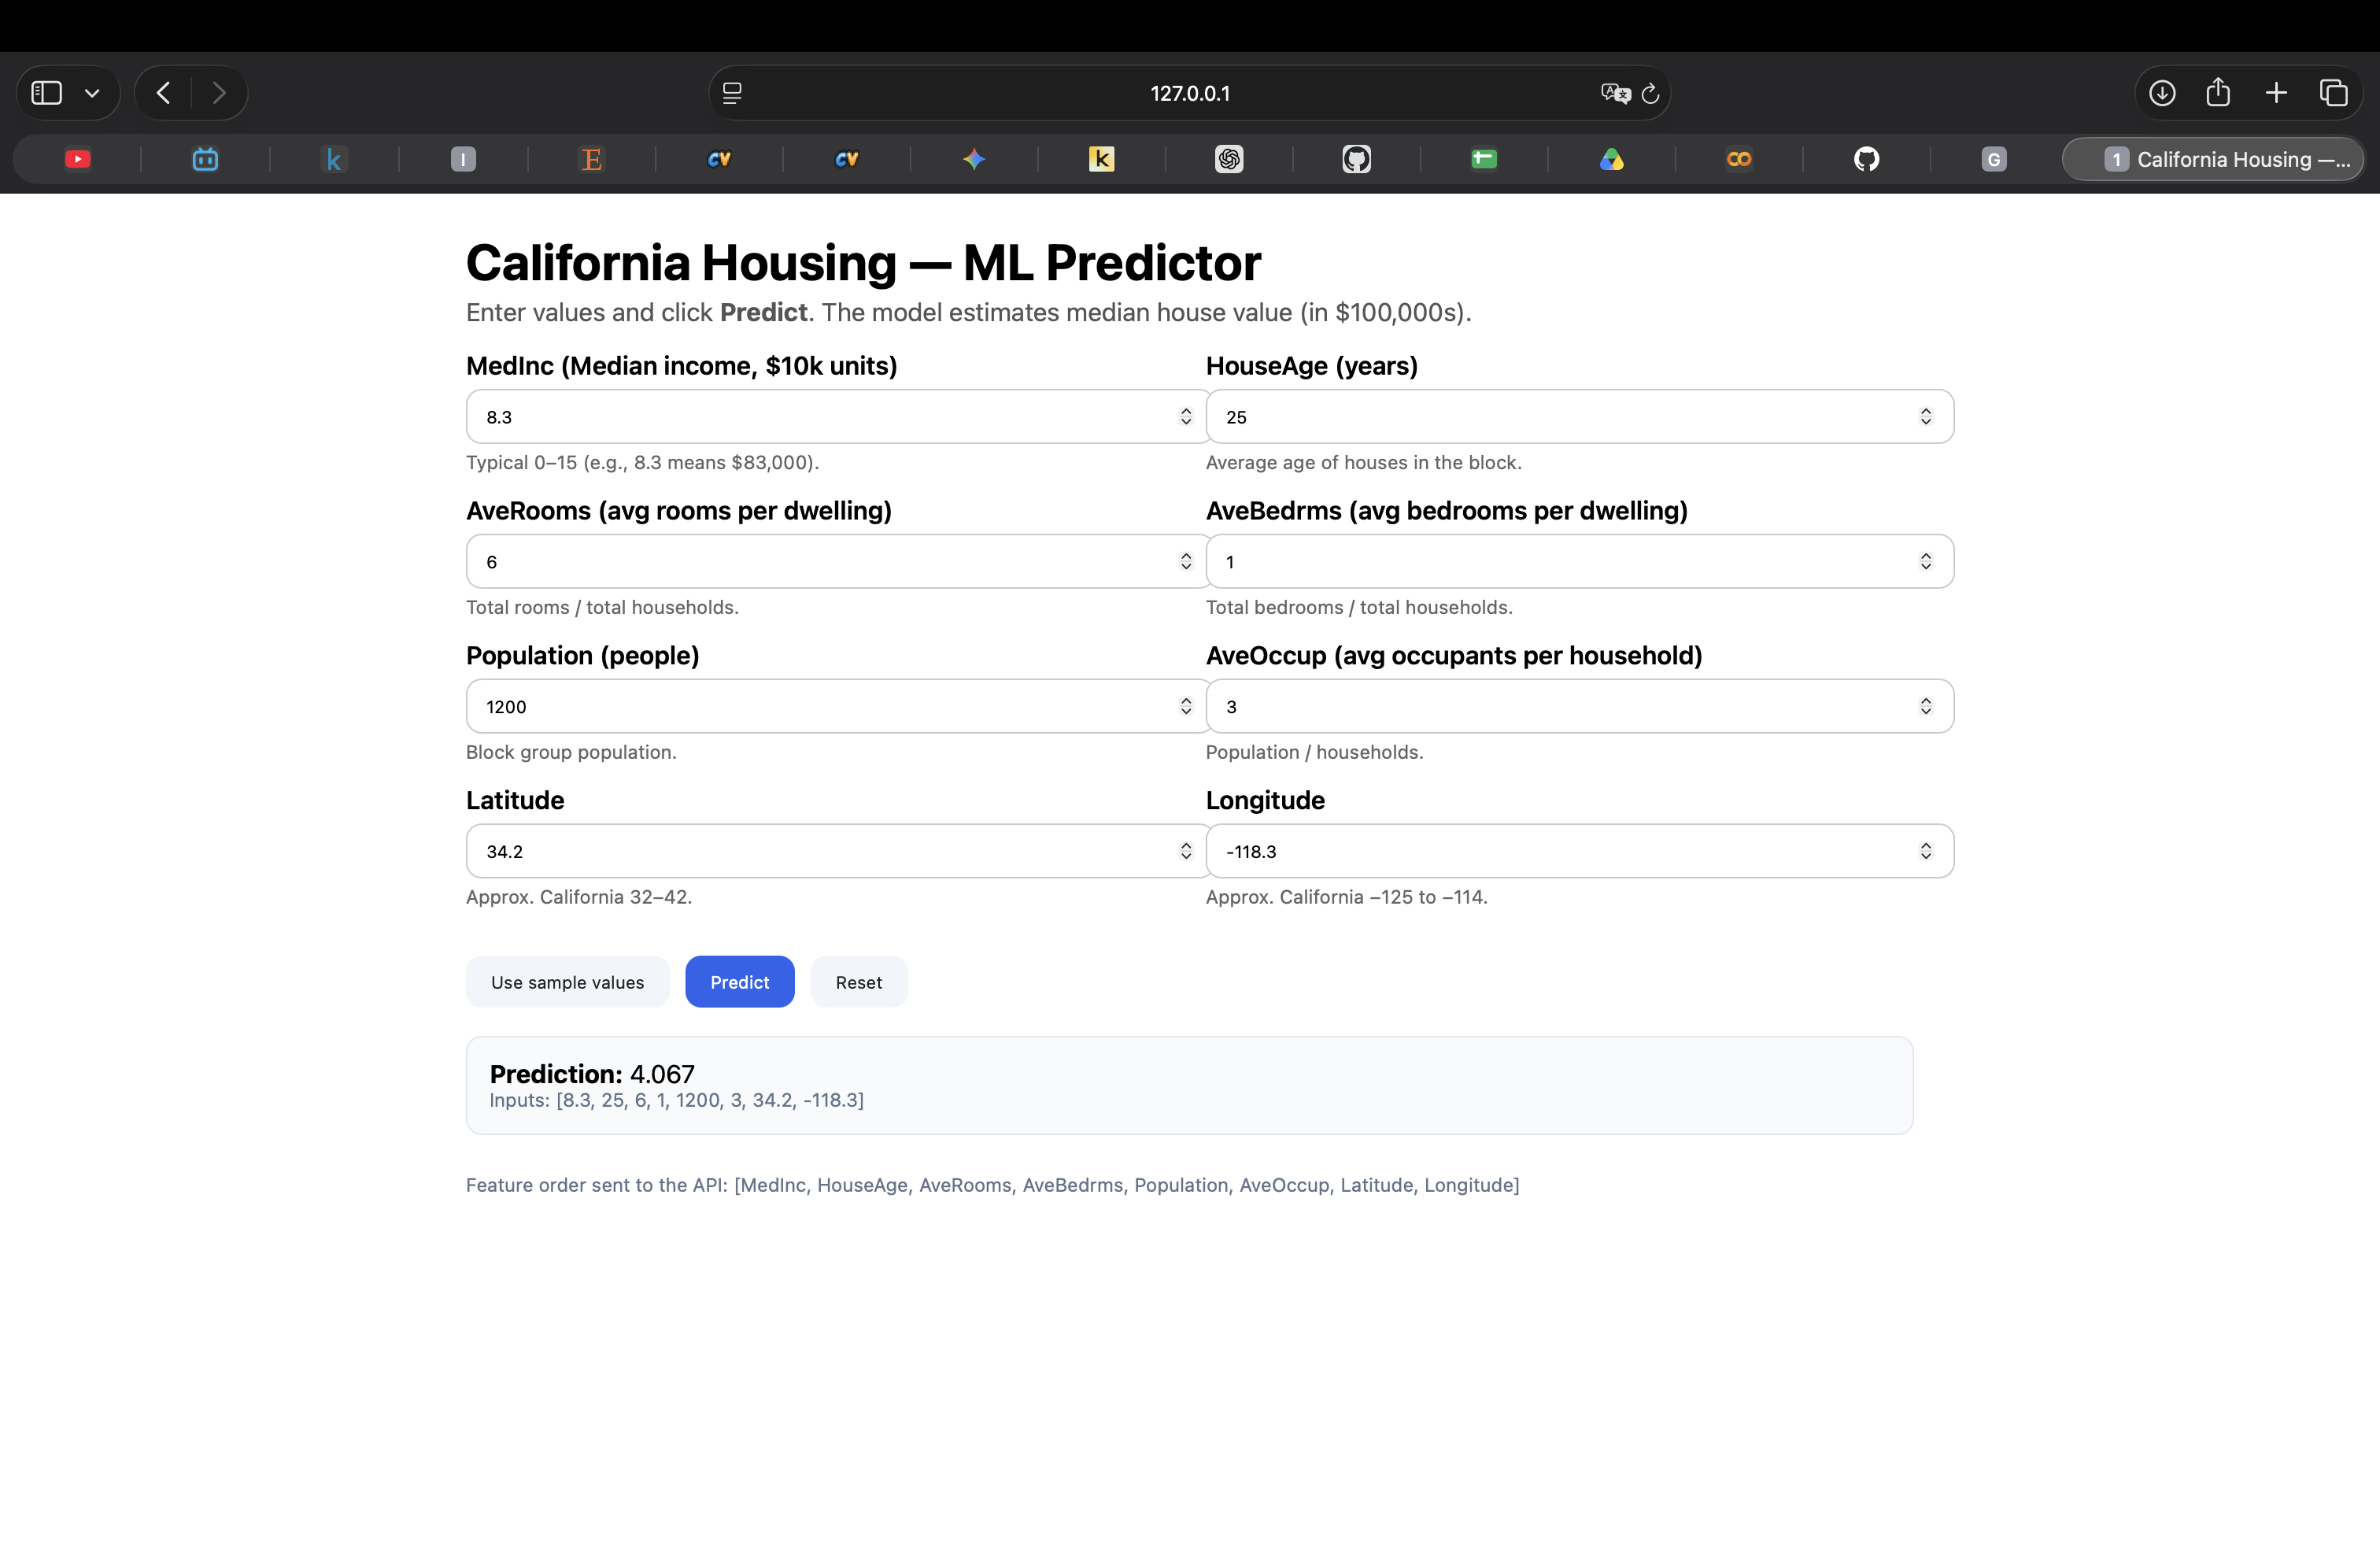 127.0.0.1
k
I
E
CV
CV
k
G
1 California Housing —...
California Housing — ML Predictor
Enter values and click Predict. The model estimates median house value (in $100,000s).
MedInc (Median income, $10k units)
HouseAge (years)
8.3
25
Typical 0–15 (e.g., 8.3 means $83,000).
Average age of houses in the block.
AveRooms (avg rooms per dwelling)
AveBedrms (avg bedrooms per dwelling)
6
1
Total rooms / total households.
Total bedrooms / total households.
Population (people)
AveOccup (avg occupants per household)
1200
3
Block group population.
Population / households.
Latitude
Longitude
34.2
-118.3
Approx. California 32–42.
Approx. California –125 to –114.
Use sample values
Predict
Reset
Prediction: 4.067
Inputs: [8.3, 25, 6, 1, 1200, 3, 34.2, -118.3]
Feature order sent to the API: [MedInc, HouseAge, AveRooms, AveBedrms, Population, AveOccup, Latitude, Longitude]